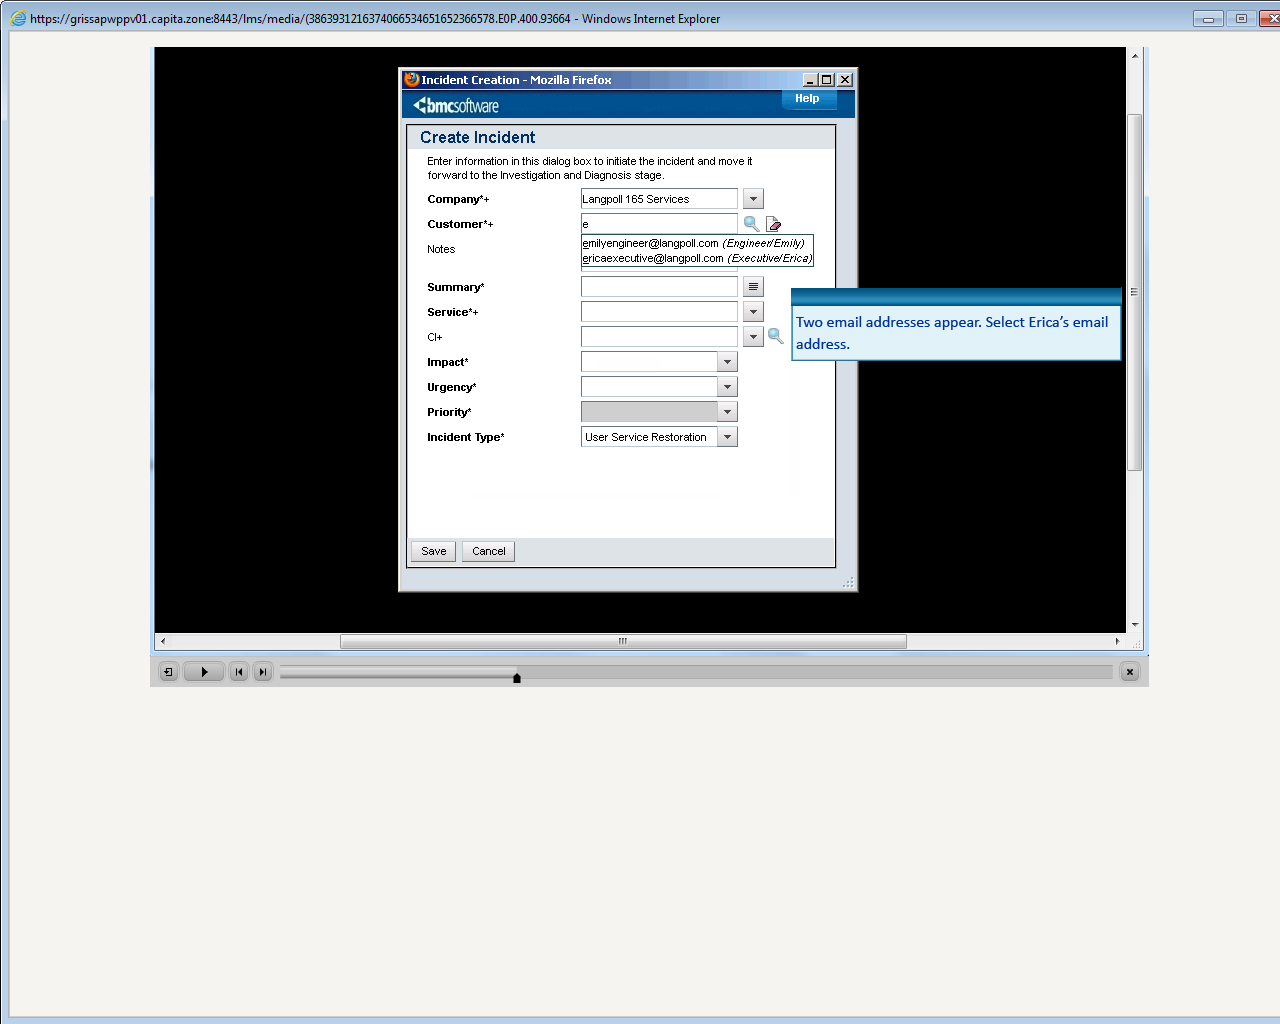 https://grissapwppv01.capita.zone:8443/lms/media/(3863931216374066534651652366578.E0P.400.93664 - Windows Internet Explorer
Incident Creation - Mozilla Firefox
bmcsoftware
Help
Create Incident
Enter information in this dialog box to initiate the incident and move it
forward to the Investigation and Diagnosis stage.
Company*+
Langpoll 165 Services
Customer*+
e
emilyengineer@langpoll.com (Engineer/Emily)
Notes
ericaexecutive@langpoll.com (Executive/Erica)
Summary*
Service*+
Two email addresses appear. Select Erica’s email
address.
CI+
Impact*
Urgency*
Priority*
Incident Type*
User Service Restoration
Save
Cancel